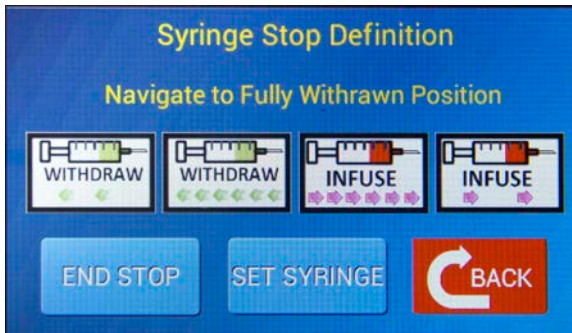 Syringe Stop Definition
Navigate to Fully Withrawn Position
WITHDRAW
WITHDRAW
INFUSE
INFUSE
END STOP
SET SYRINGE
BACK